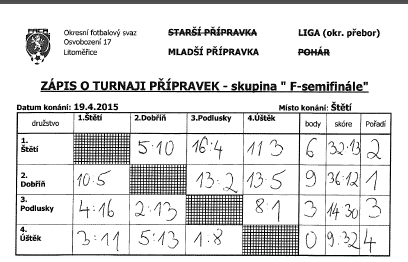 Okresní fotbalový svaz
Osvobození 17
Litoměřice
STARŠÍ PŘÍPRAVKA
MLADŠÍ PŘÍPRAVKA
LIGA (okr. přebor)
POHÁR
ZÁPIS O TURNAJI PŘÍPRAVEK - skupina " F-semifinále"
Datum konání: 19.4.2015 Místo konání: Štětí
družstvo 1.Štětí 2.Dobříň 3.Podlusky 4.Úštěk body skóre Pořadí
1. Štětí 5:10 16:4 11 3 6 32:13 2
2. Dobříň 10:5 13:2 13:5 9 36:12 1
3. Podlusky 4:16 2:13 8:1 3 14 30 3
4. Úštěk 3:11 5:13 1:8 0 9:32 4